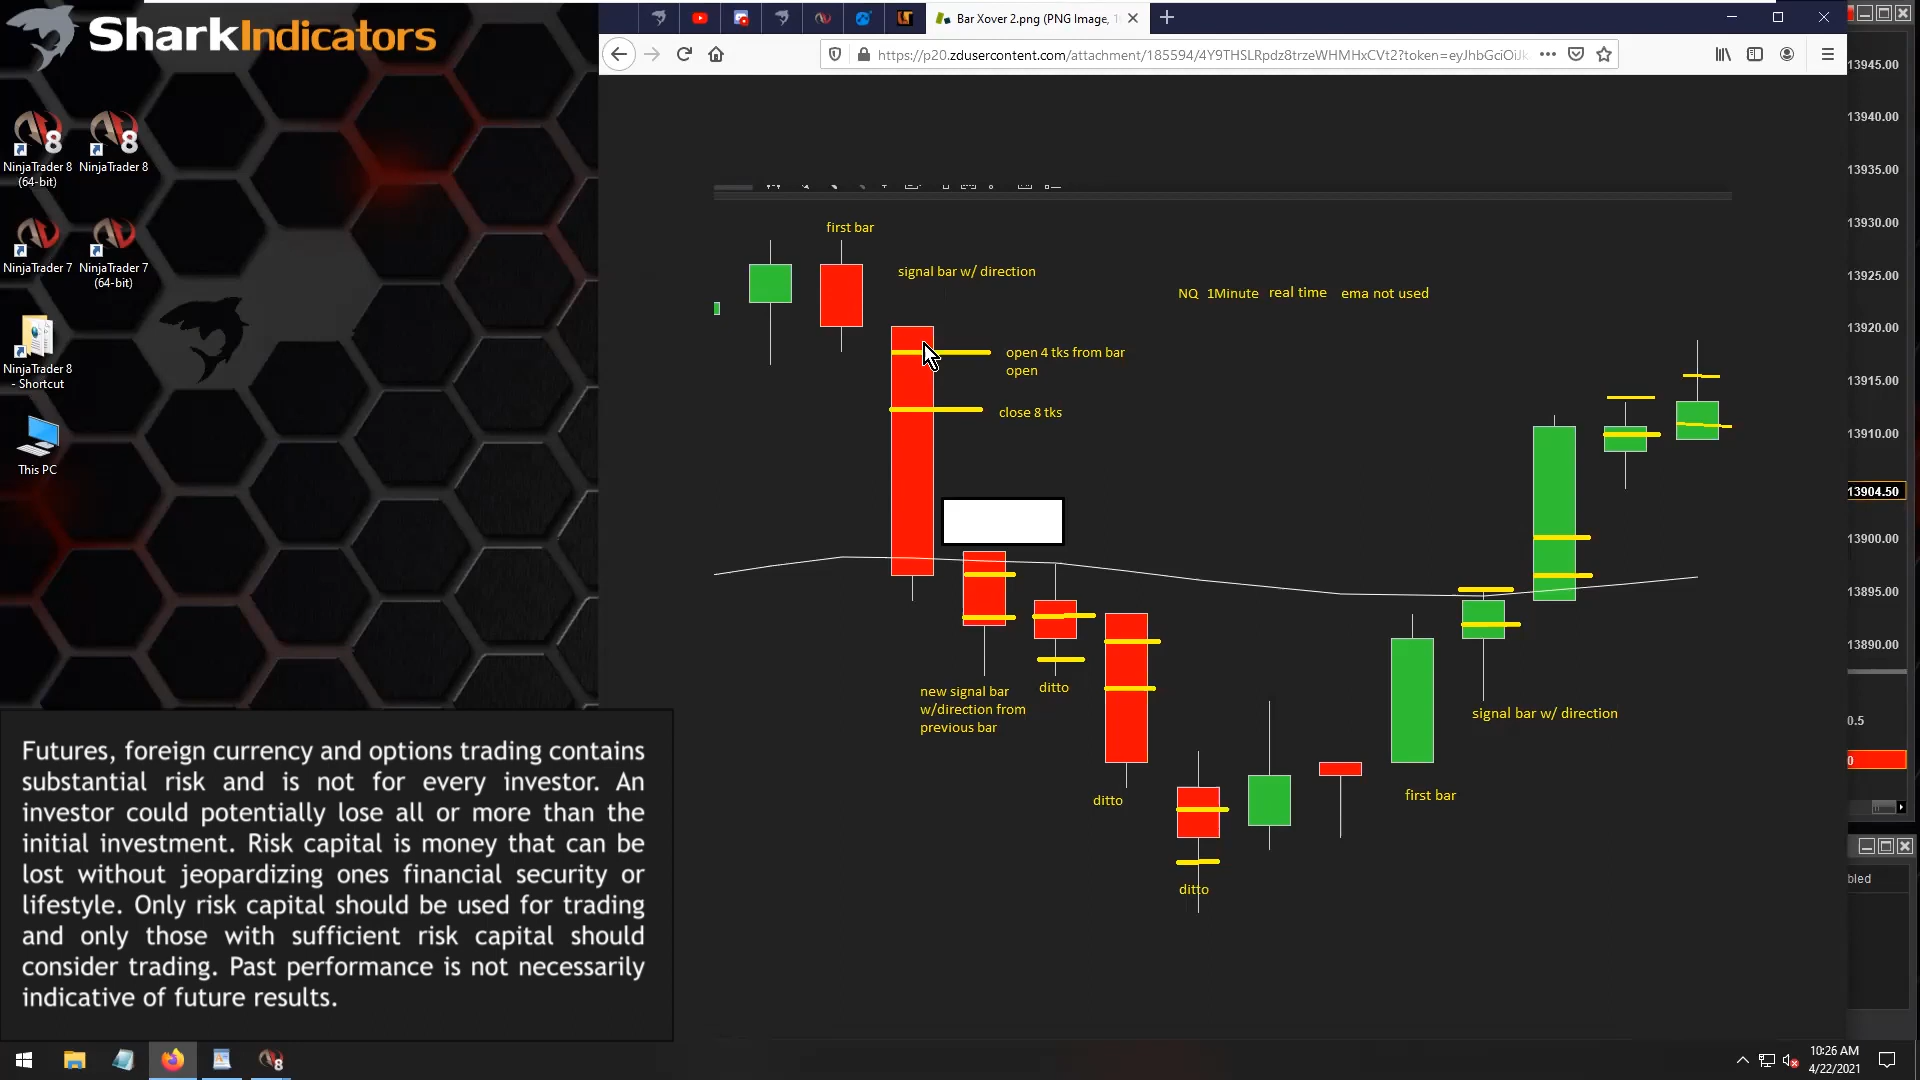 SharkIndicators
NinjaTrader 8
(64-bit)
NinjaTrader 8
NinjaTrader 7
NinjaTrader 7
(64-bit)
NinjaTrader 8
- Shortcut
This PC
Bar Xover 2.png (PNG Image, 1
https://p20.zdusercontent.com/attachment/185594/4Y9THSLRpdz8trzeWHMHxCVt2?token=eyJhbGciOiJk
first bar
signal bar w/ direction
NQ 1Minute real time ema not used
open 4 tks from bar
open
close 8 tks
new signal bar
w/direction from
previous bar
ditto
ditto
ditto
first bar
signal bar w/ direction
13945.00
13940.00
13935.00
13930.00
13925.00
13920.00
13915.00
13910.00
13904.50
13900.00
13895.00
13890.00
0.5
0
bled
Futures, foreign currency and options trading contains
substantial risk and is not for every investor. An
investor could potentially lose all or more than the
initial investment. Risk capital is money that can be
lost without jeopardizing ones financial security or
lifestyle. Only risk capital should be used for trading
and only those with sufficient risk capital should
consider trading. Past performance is not necessarily
indicative of future results.
8
10:26 AM
4/22/2021